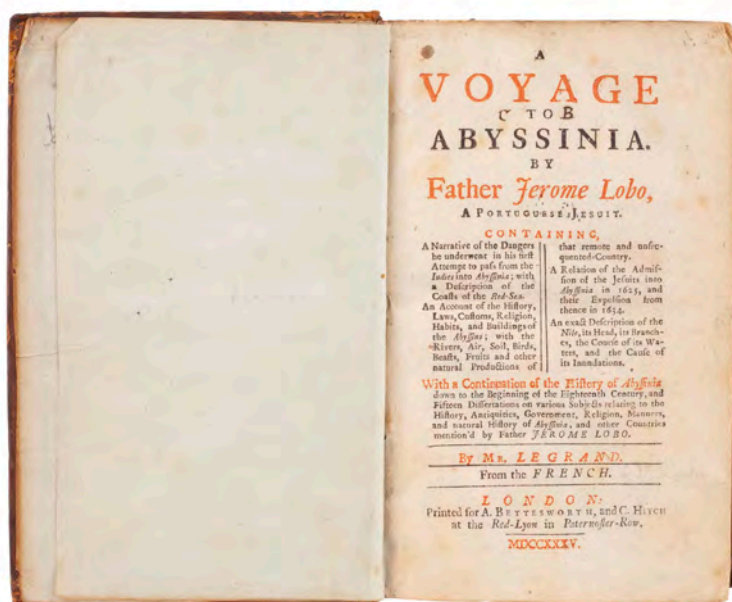 A
VOYAGE
TO
ABYSSINIA.
BY
Father Jerome Lobo,
A PORTUGUESE JESUIT.
CONTAINING,
A Narrative of the Dangers
he underwent in his first
Attempt to pass from the
Indies into Abyssinia; with
a Description of the
Coasts of the Red-Sea.
An Account of the History,
Laws, Customs, Religion,
Habits, and Buildings of
the Abyssins; with the
Rivers, Air, Soil, Birds,
Beasts, Fruits and other
natural Productions of
that remote and unfre-
quented Country.
A Relation of the Admis-
sion of the Jesuits into
Abyssinia in 1625, and
their Expulsion from
thence in 1634.
An exact Description of the
Nile, its Head, its Branch-
es, the Course of its Wa-
ters, and the Cause of
its Inundations.
With a Continuation of the History of Abyssinia
down to the Beginning of the Eighteenth Century, and
Fifteen Dissertations on various Subjects relating to the
History, Antiquities, Government, Religion, Manners,
and natural History of Abyssinia, and other Countries
mention'd by Father JEROME LOBO.
By MR. LEGRAND.
From the FRENCH.
LONDON:
Printed for A. BETTESWORTH, and C. HITCH
at the Red-Lyon in Paternoster-Row.
MDCCXXXV.